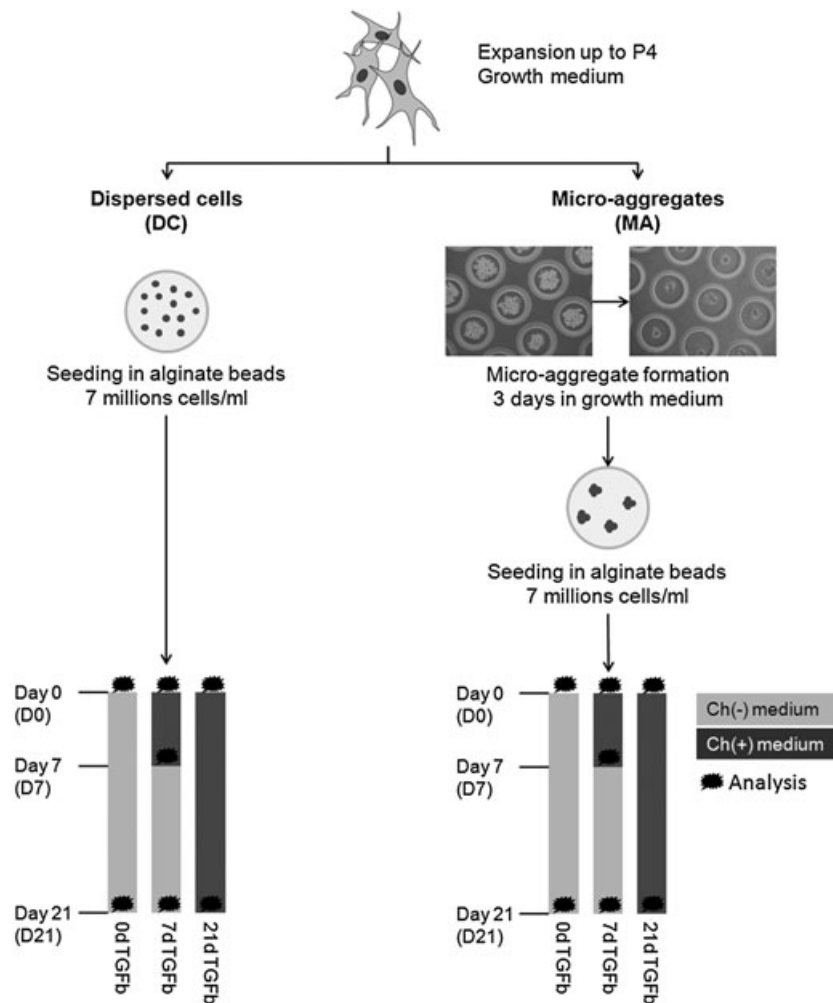 Expansion up to P4
Growth medium
Dispersed cells
(DC)
Seeding in alginate beads
7 millions cells/ml
Micro-aggregates
(MA)
Micro-aggregate formation
3 days in growth medium
Seeding in alginate beads
7 millions cells/ml
Day 0
(D0)
Day 7
(D7)
Day 21
(D21)
0d TGFb
7d TGFb
21d TGFb
Day 0
(D0)
Day 7
(D7)
Day 21
(D21)
0d TGFb
7d TGFb
21d TGFb
Ch(-) medium
Ch(+) medium
Analysis